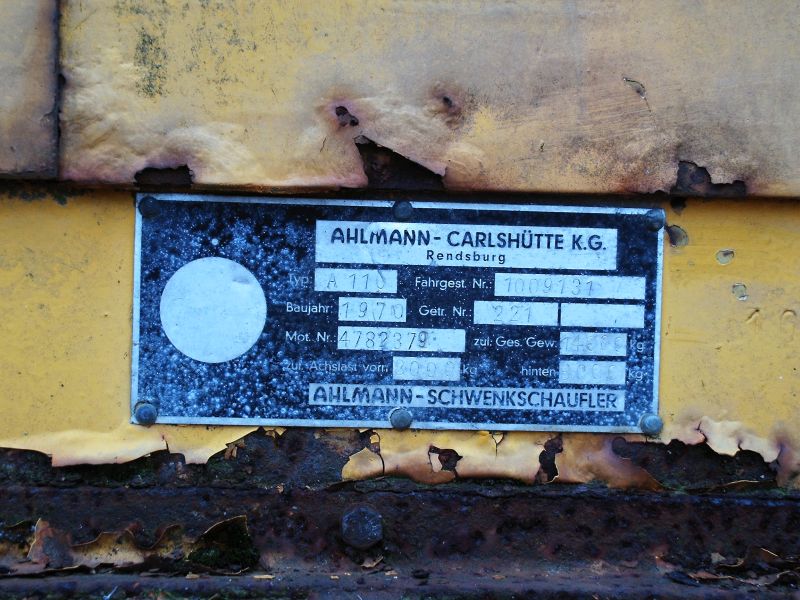 AHLMANN-CARLSHÜTTE K.G.
Rendsburg
Typ A 110 Fahrgest. Nr.: 1009131
Baujahr: 1970 Getr. Nr.: 221
Mot. Nr.: 4782379 zul. Ges. Gew. kg
zul. Achslast vorn kg hinten kg
AHLMANN-SCHWENKSCHAUFLER